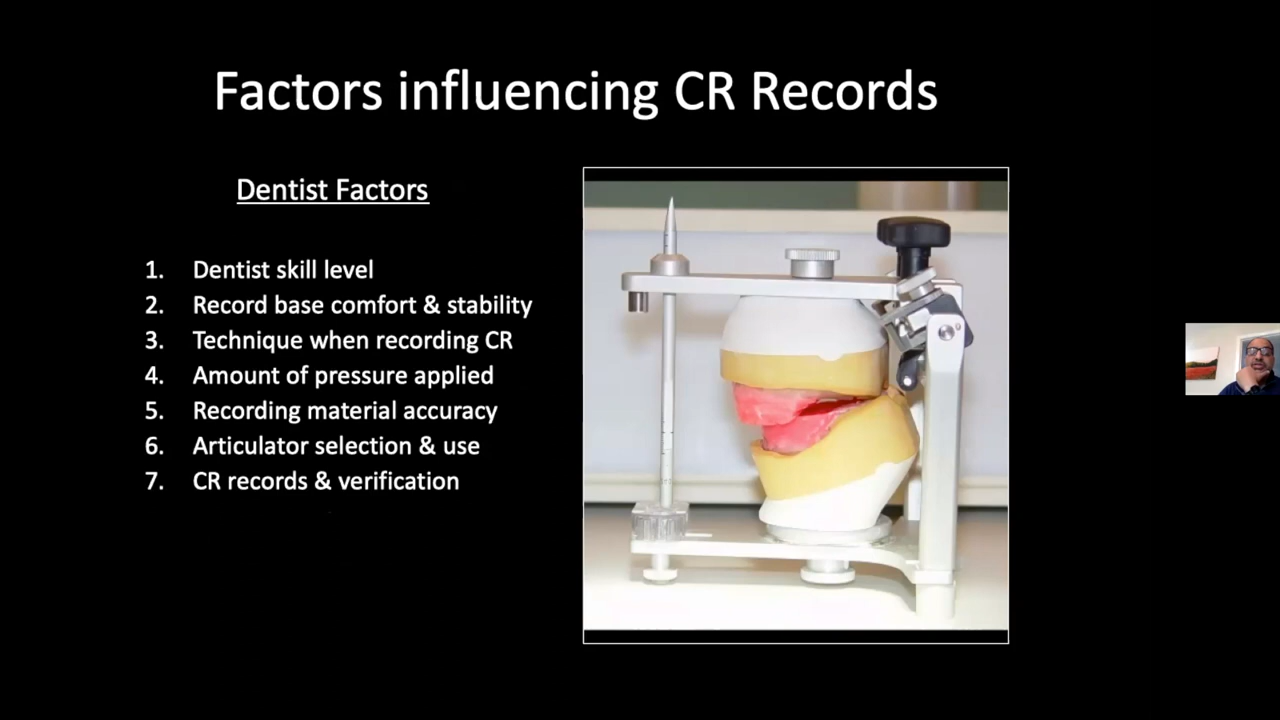 Factors influencing CR Records
Dentist Factors
1. Dentist skill level
2. Record base comfort & stability
3. Technique when recording CR
4. Amount of pressure applied
5. Recording material accuracy
6. Articulator selection & use
7. CR records & verification